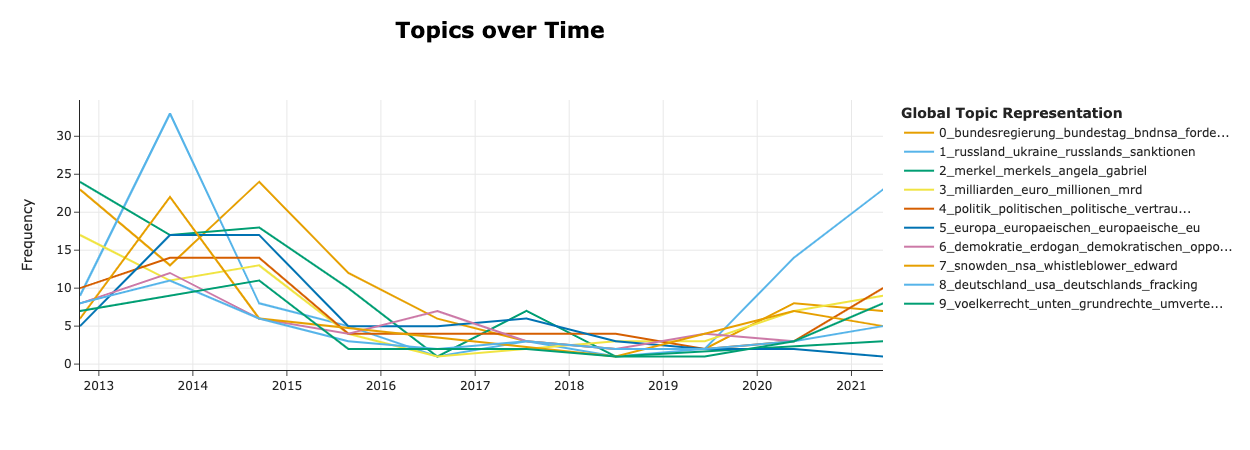 Topics over Time
Global Topic Representation
0_bundesregierung_bundestag_bndnsa_forde...
1_russland_ukraine_russlands_sanktionen
2_merkel_merkels_angela_gabriel
3_milliarden_euro_millionen_mrd
4_politik_politischen_politische_vertrau...
5_europa_europaeischen_europaeische_eu
6_demokratie_erdogan_demokratischen_oppo...
7_snowden_nsa_whistleblower_edward
8_deutschland_usa_deutschlands_fracking
9_voelkerrecht_unten_grundrechte_umverte...
Frequency
30
25
20
15
10
5
0
2013 2014 2015 2016 2017 2018 2019 2020 2021